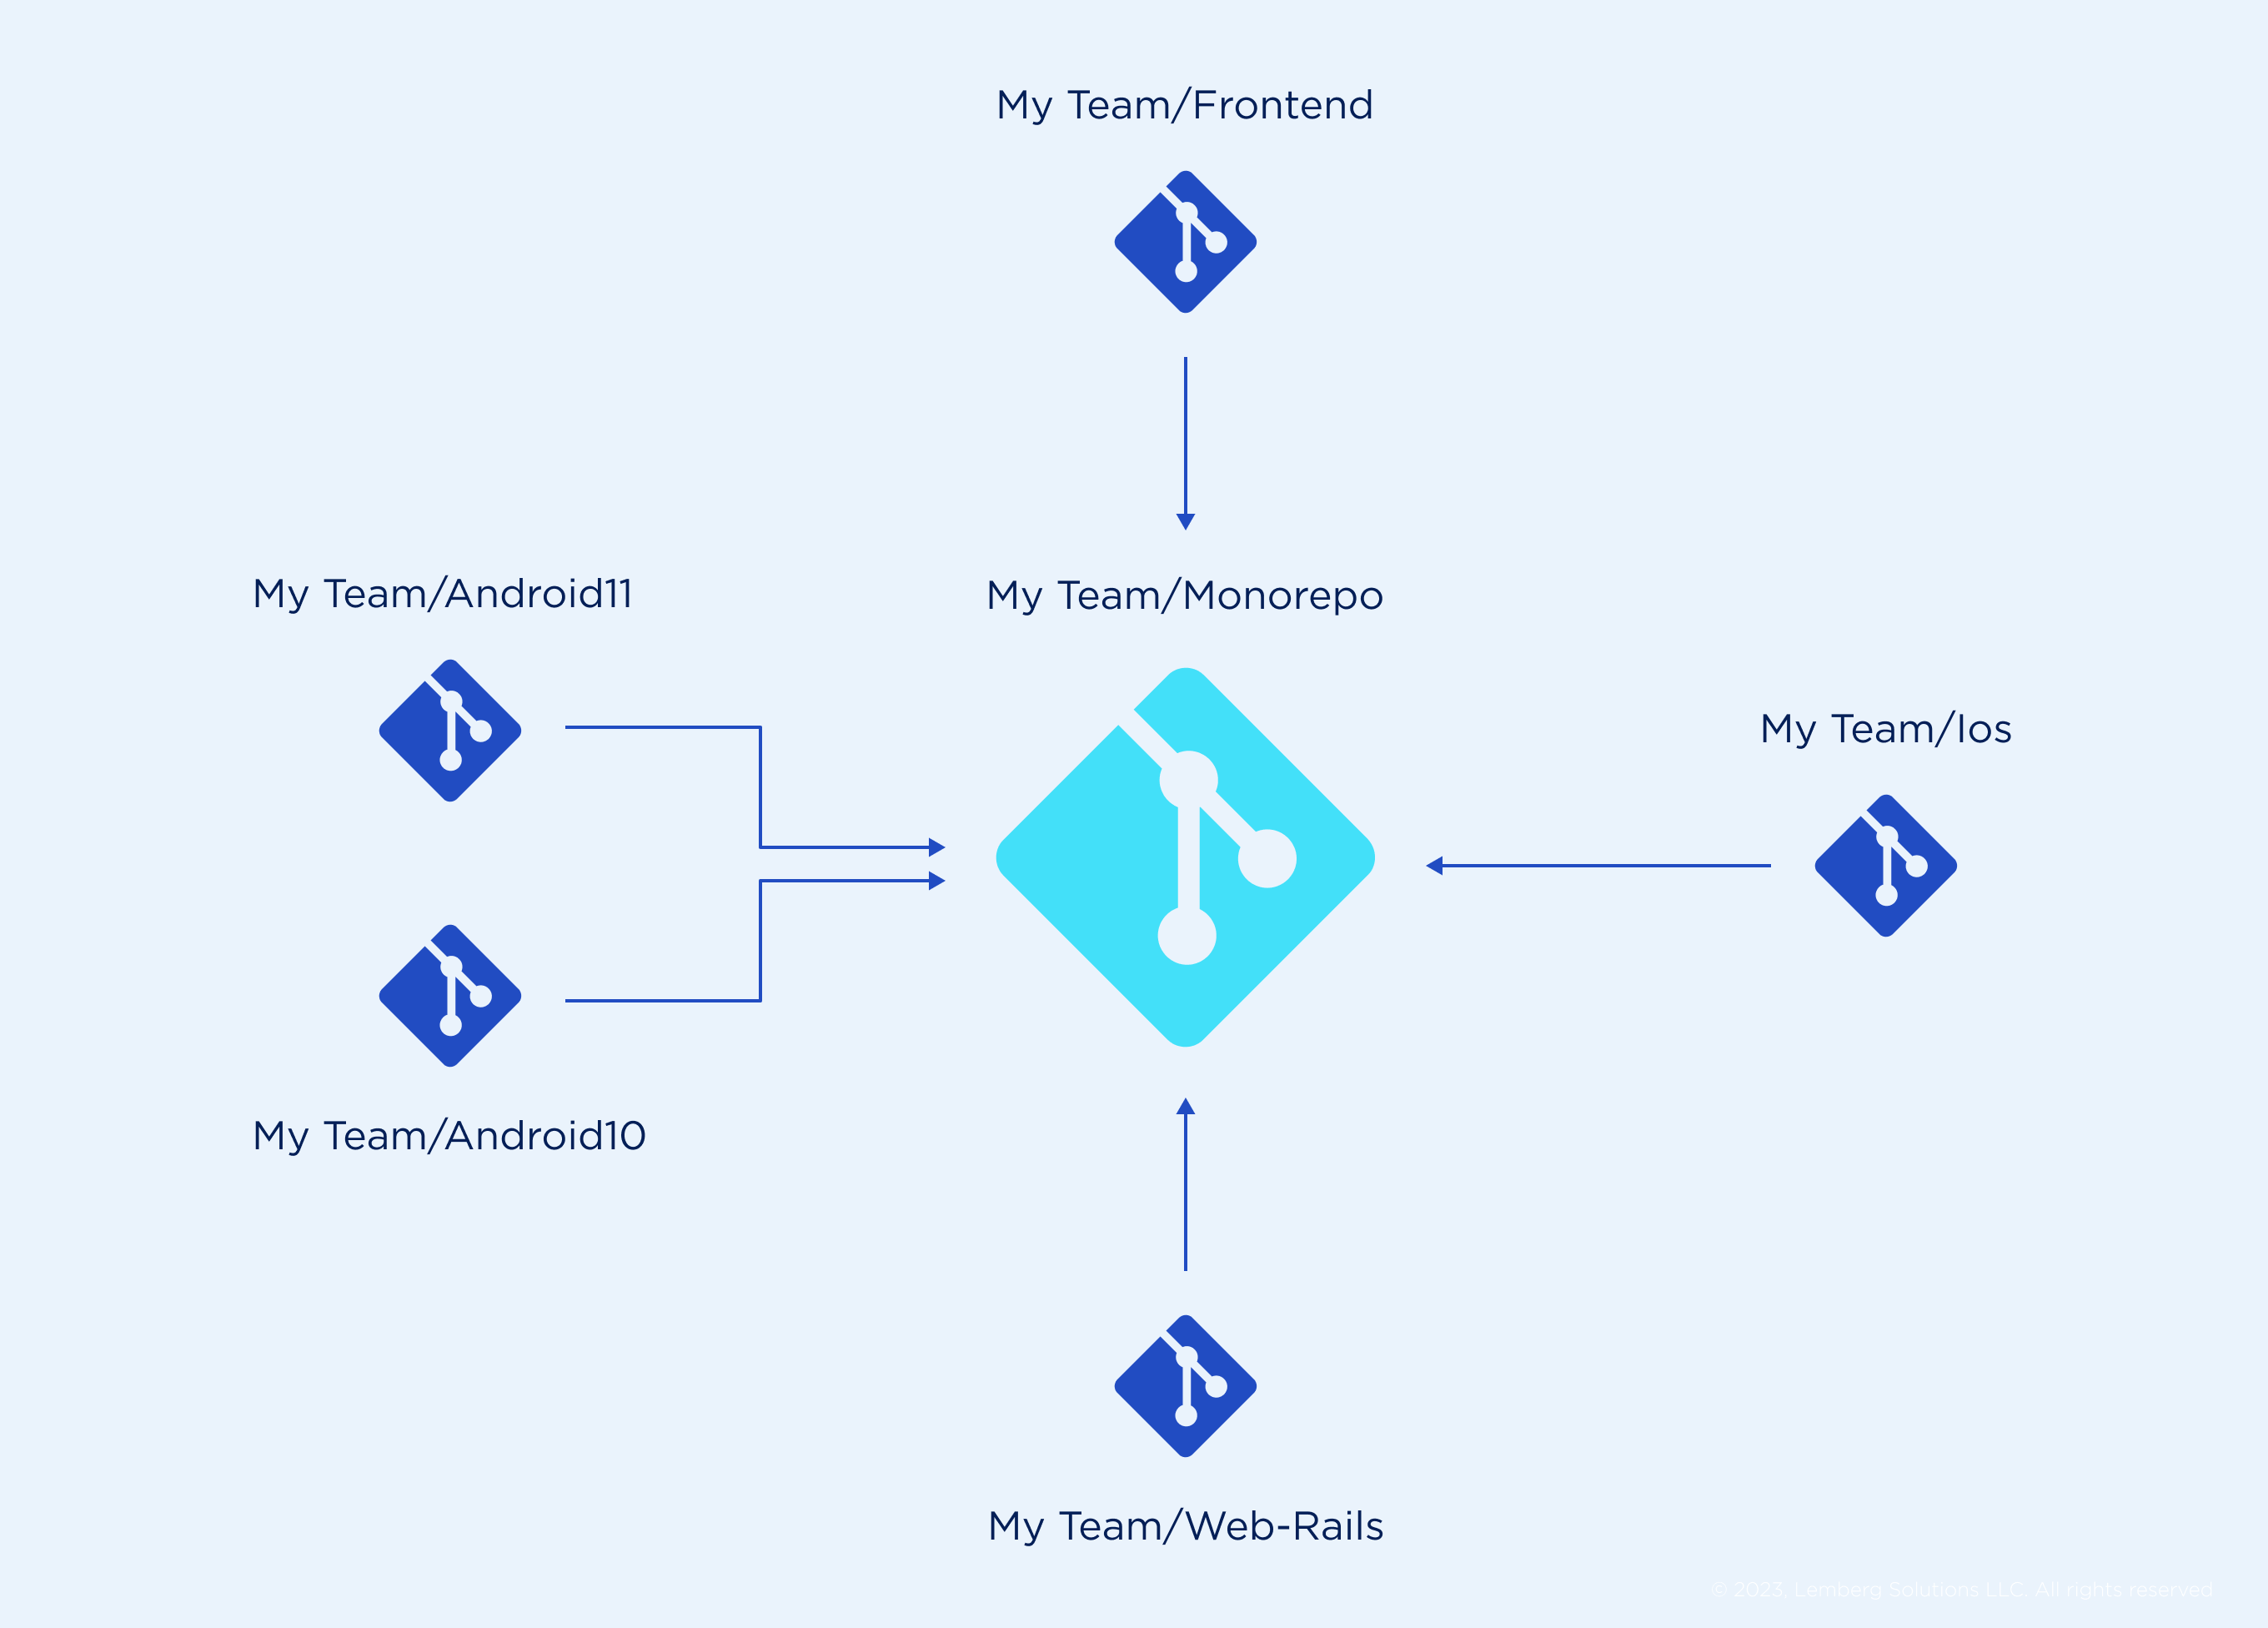 My Team/Frontend
My Team/Android11
My Team/Monorepo
My Team/Ios
My Team/Android10
My Team/Web-Rails
© 2023. Lemberg Solutions LLC. All rights reserved